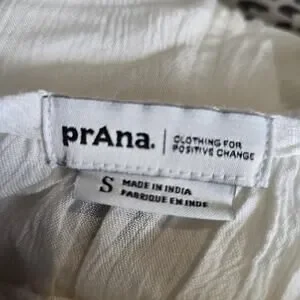 prAna. | CLOTHING FOR
POSITIVE CHANGE
S MADE IN INDIA
FABRIQUE EN INDE